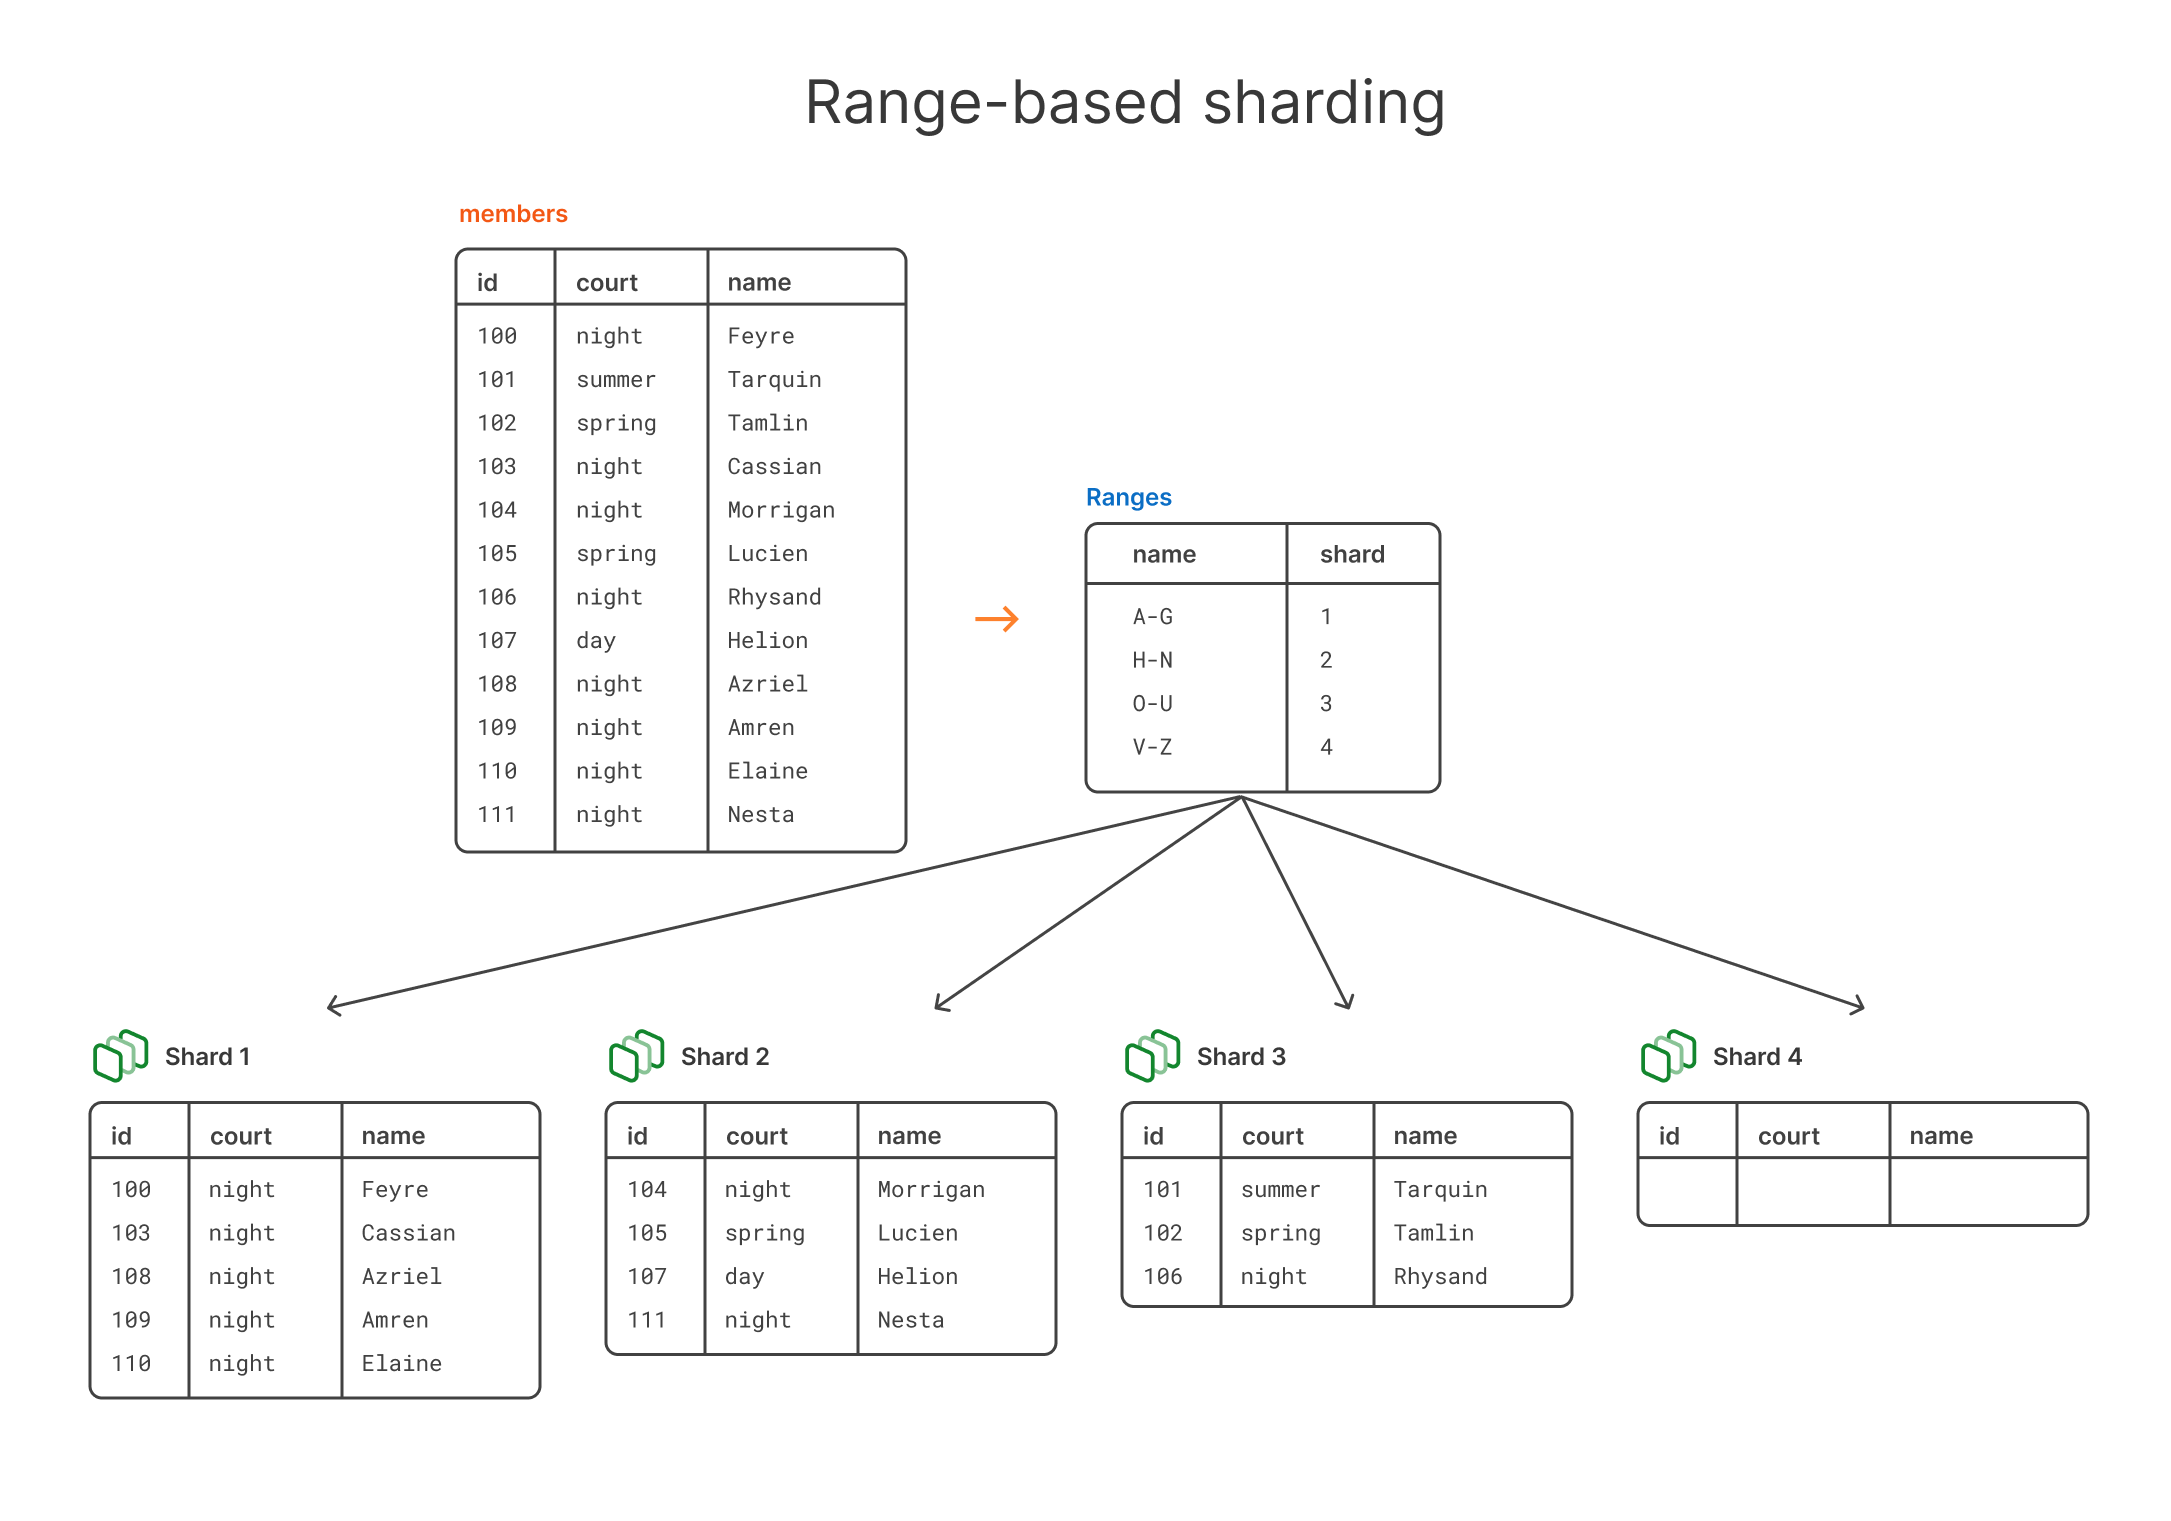 Range-based sharding
members
id court name
100 night Feyre
101 summer Tarquin
102 spring Tamlin
103 night Cassian
104 night Morrigan
105 spring Lucien
106 night Rhysand
107 day Helion
108 night Azriel
109 night Amren
110 night Elaine
111 night Nesta
Ranges
name shard
A-G 1
H-N 2
O-U 3
V-Z 4
Shard 1
id court name
100 night Feyre
103 night Cassian
108 night Azriel
109 night Amren
110 night Elaine
Shard 2
id court name
104 night Morrigan
105 spring Lucien
107 day Helion
111 night Nesta
Shard 3
id court name
101 summer Tarquin
102 spring Tamlin
106 night Rhysand
Shard 4
id court name